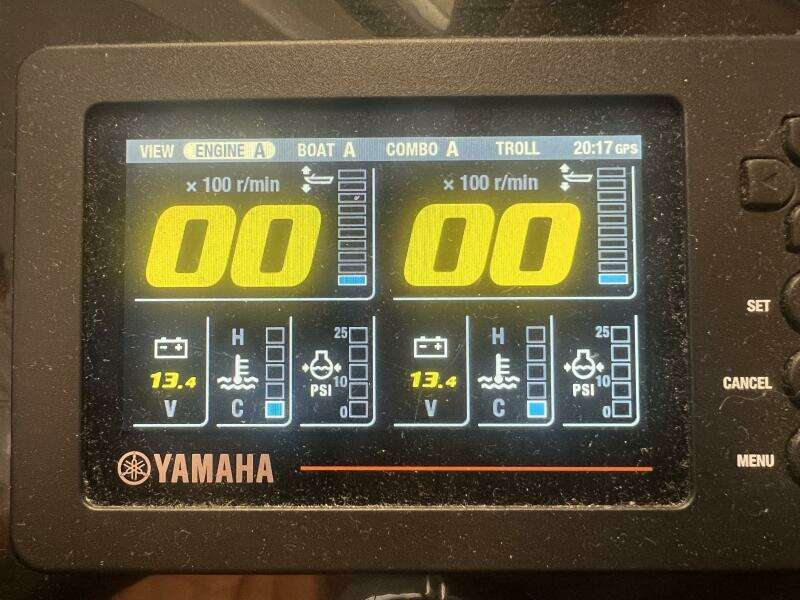 VIEW ENGINE A BOAT A COMBO A TROLL 20:17 GPS
× 100 r/min × 100 r/min
00 00
H 25 H 25
- + - +
13.4 PSI 10 13.4 PSI 10
V C 0 V C 0
YAMAHA
SET
CANCEL
MENU